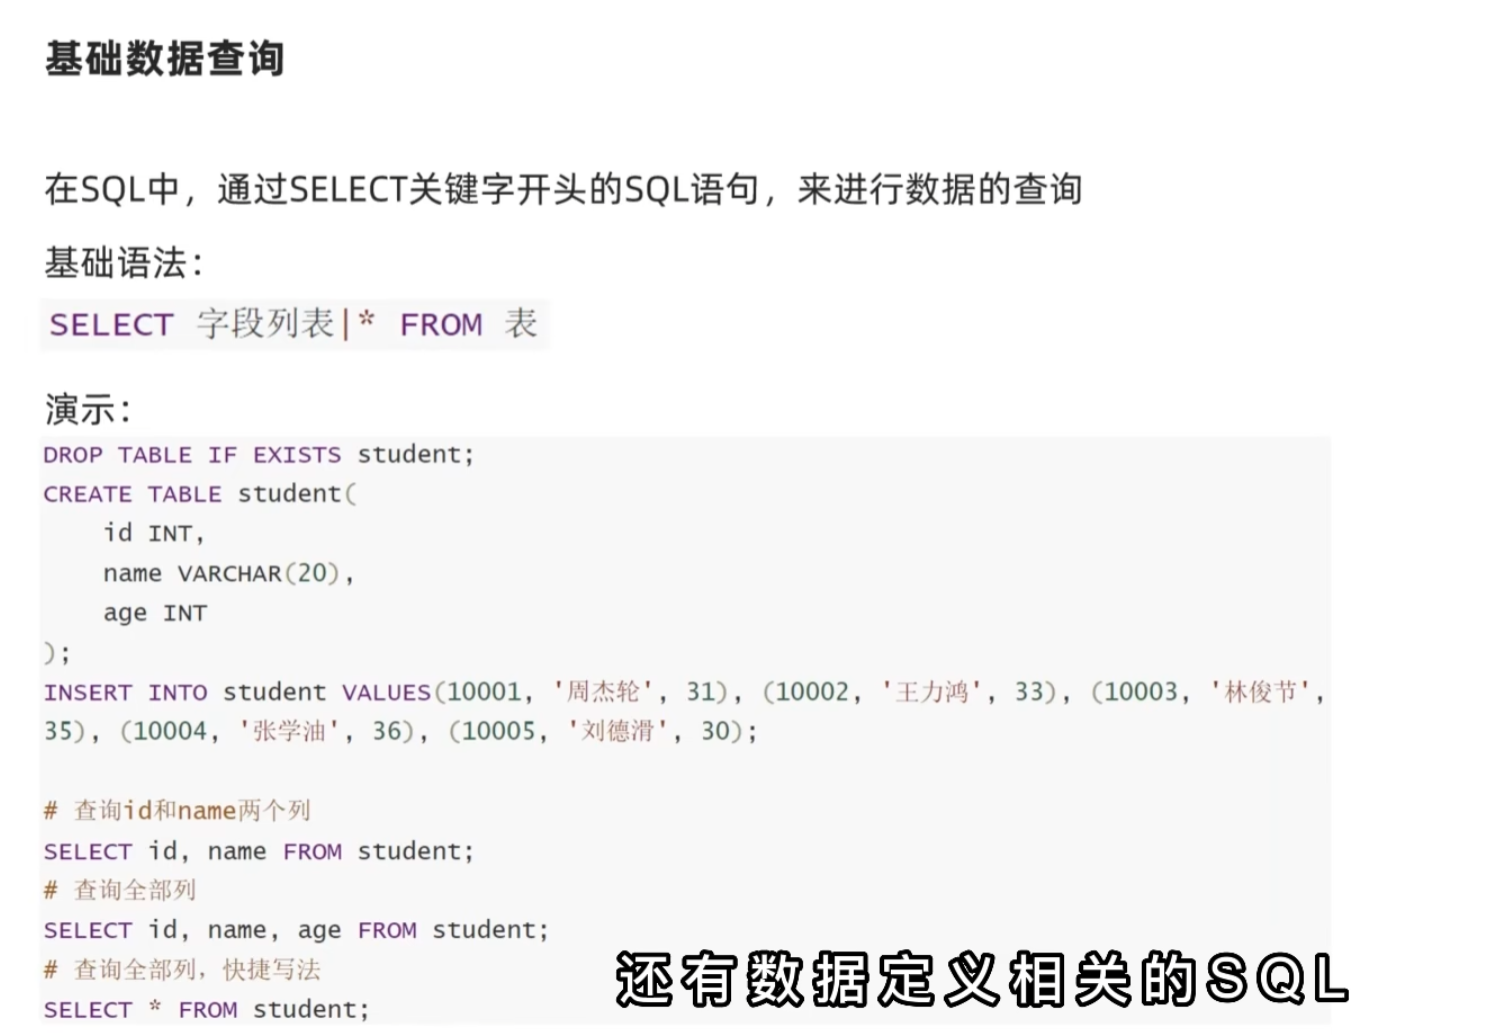 基础数据查询
在SQL中，通过SELECT关键字开头的SQL语句，来进行数据的查询
基础语法：
SELECT 字段列表|* FROM 表
演示：
DROP TABLE IF EXISTS student;
CREATE TABLE student(
    id INT,
    name VARCHAR(20),
    age INT
);
INSERT INTO student VALUES(10001, '周杰轮', 31), (10002, '王力鸿', 33), (10003, '林俊节',
35), (10004, '张学油', 36), (10005, '刘德滑', 30);
# 查询id和name两个列
SELECT id, name FROM student;
# 查询全部列
SELECT id, name, age FROM student;
# 查询全部列，快捷写法
SELECT * FROM student;
还有数据定义相关的SQL